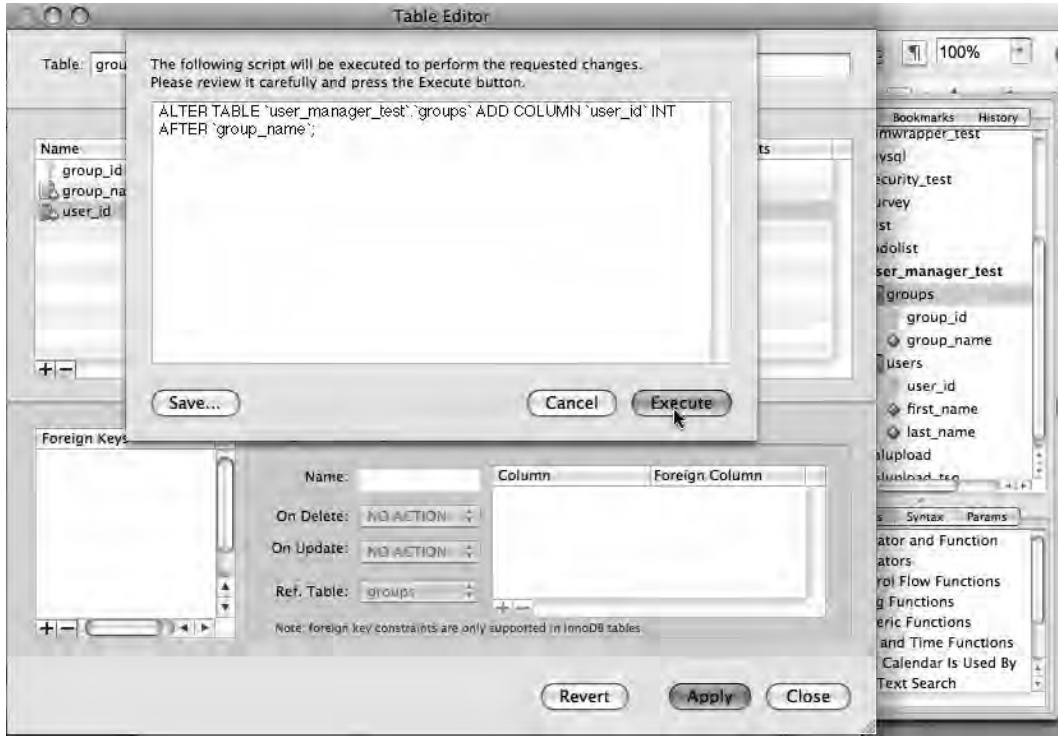 Table Editor
Table: grou
The following script will be executed to perform the requested changes.
Please review it carefully and press the Execute button.
ALTER TABLE `user_manager_test`.`groups` ADD COLUMN `user_id` INT
AFTER `group_name`;
Name
group_id
group_na
user_id
ts
Save...
Cancel
Execute
Foreign Keys
Name:
On Delete: NO ACTION
On Update: NO ACTION
Ref. Table: groups
Column Foreign Column
Note: foreign key constraints are only supported in InnoDB tables
Revert
Apply
Close
100%
Bookmarks History
mwrapper_test
ysql
ecurity_test
urvey
st
dolist
ser_manager_test
groups
group_id
group_name
users
user_id
first_name
last_name
alupload
s Syntax Params
ator and Function
ators
rol Flow Functions
g Functions
eric Functions
and Time Functions
Calendar Is Used By
Text Search